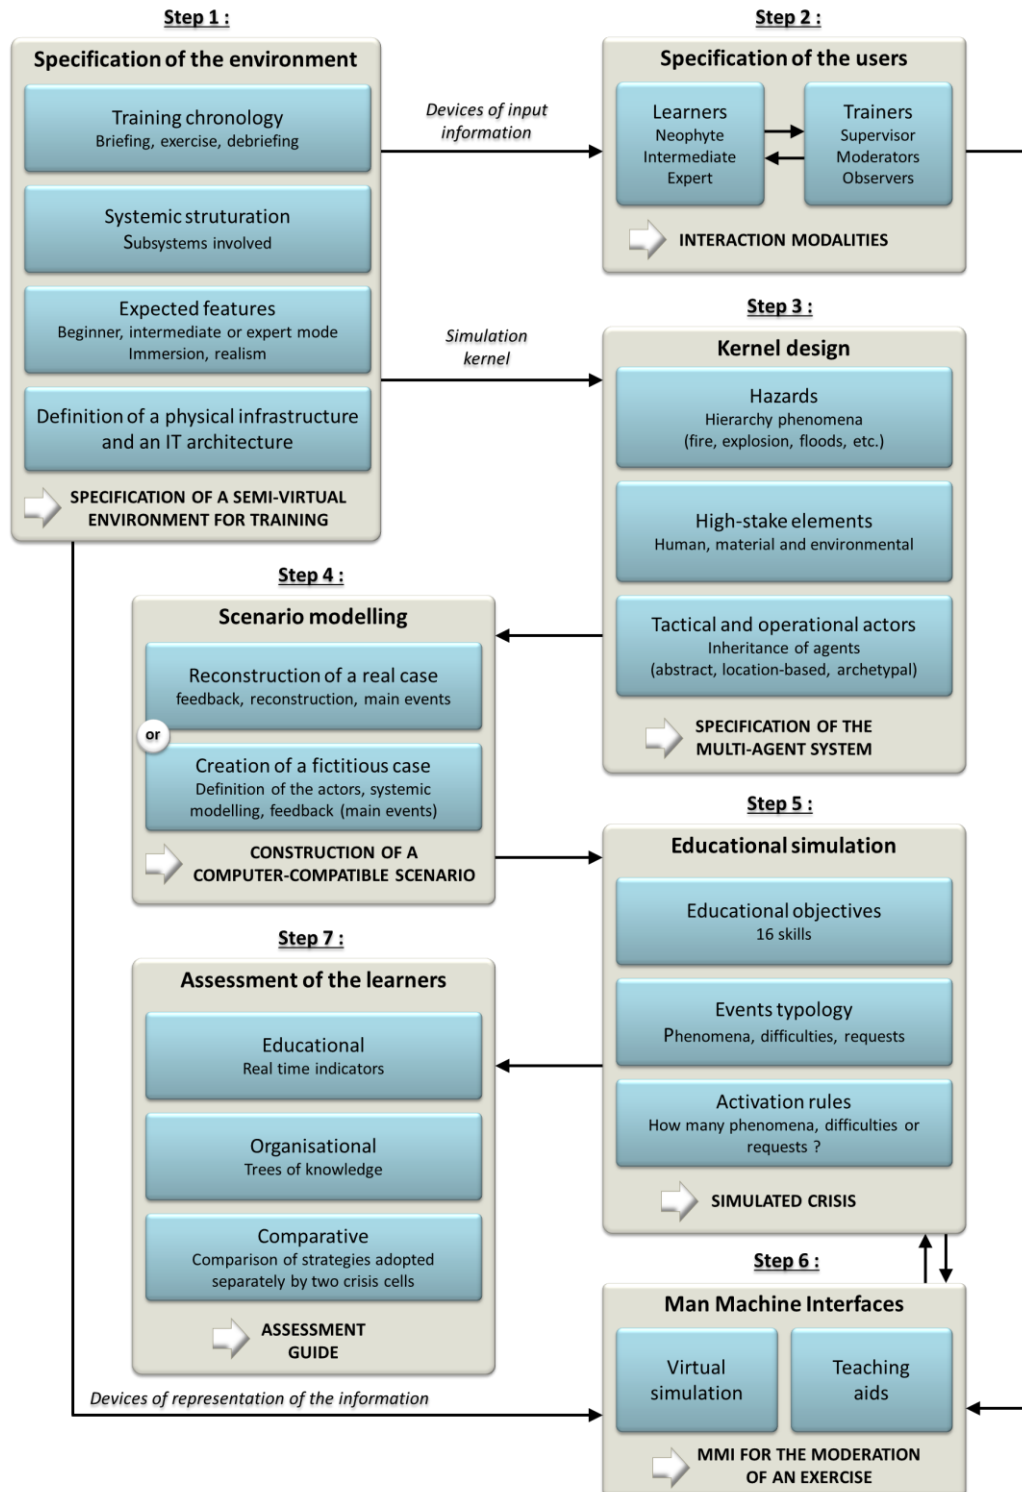 Step 1 :
Specification of the environment
Training chronology
Briefing, exercise, debriefing
Systemic struturation
Subsystems involved
Expected features
Beginner, intermediate or expert mode
Immersion, realism
Definition of a physical infrastructure
and an IT architecture
SPECIFICATION OF A SEMI-VIRTUAL
ENVIRONMENT FOR TRAINING
Devices of input
information
Step 2 :
Specification of the users
Learners
Neophyte
Intermediate
Expert
Trainers
Supervisor
Moderators
Observers
INTERACTION MODALITIES
Simulation
kernel
Step 3 :
Kernel design
Hazards
Hierarchy phenomena
(fire, explosion, floods, etc.)
High-stake elements
Human, material and environmental
Tactical and operational actors
Inheritance of agents
(abstract, location-based, archetypal)
SPECIFICATION OF THE
MULTI-AGENT SYSTEM
Step 4 :
Scenario modelling
Reconstruction of a real case
feedback, reconstruction, main events
or
Creation of a fictitious case
Definition of the actors, systemic
modelling, feedback (main events)
CONSTRUCTION OF A
COMPUTER-COMPATIBLE SCENARIO
Step 5 :
Educational simulation
Educational objectives
16 skills
Events typology
Phenomena, difficulties, requests
Activation rules
How many phenomena, difficulties or
requests ?
SIMULATED CRISIS
Step 7 :
Assessment of the learners
Educational
Real time indicators
Organisational
Trees of knowledge
Comparative
Comparison of strategies adopted
separately by two crisis cells
ASSESSMENT
GUIDE
Devices of representation of the information
Step 6 :
Man Machine Interfaces
Virtual
simulation
Teaching
aids
MMI FOR THE MODERATION
OF AN EXERCISE